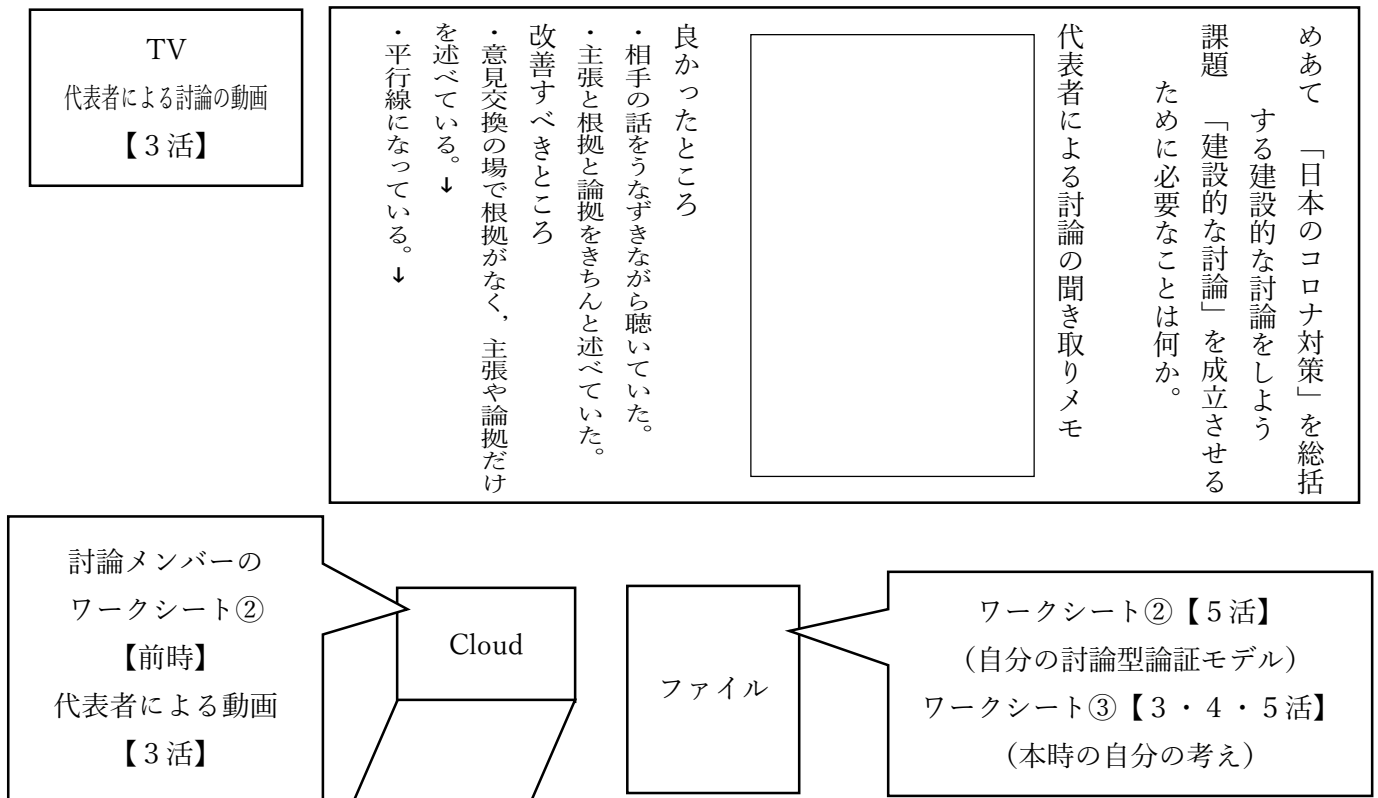 TV
代表者による討論の動画
【３活】
めあて　「日本のコロナ対策」を総括
する建設的な討論をしよう
課題　「建設的な討論」を成立させる
ために必要なことは何か。
代表者による討論の聞き取りメモ
良かったところ
・相手の話をうなずきながら聴いていた。
・主張と根拠と論拠をきちんと述べていた。
改善すべきところ
・意見交換の場で根拠がなく，主張や論拠だけ
を述べている。→
・平行線になっている。→
討論メンバーの
ワークシート②
【前時】
代表者による動画
【３活】
Cloud
ファイル
ワークシート②【５活】
（自分の討論型論証モデル）
ワークシート③【３・４・５活】
（本時の自分の考え）